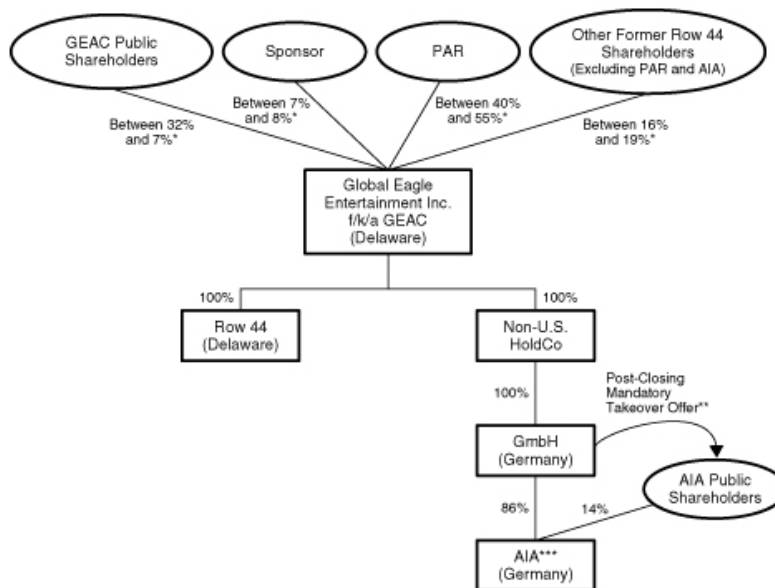 GEAC Public
Shareholders
Sponsor
PAR
Other Former Row 44
Shareholders
(Excluding PAR and AIA)
Between 32%
and 7%*
Between 7%
and 8%*
Between 40%
and 55%*
Between 16%
and 19%*
Global Eagle
Entertainment Inc.
f/k/a GEAC
(Delaware)
100%
100%
Row 44
(Delaware)
Non-U.S.
HoldCo
100%
Post-Closing
Mandatory
Takeover Offer**
GmbH
(Germany)
AIA Public
Shareholders
86%
14%
AIA***
(Germany)